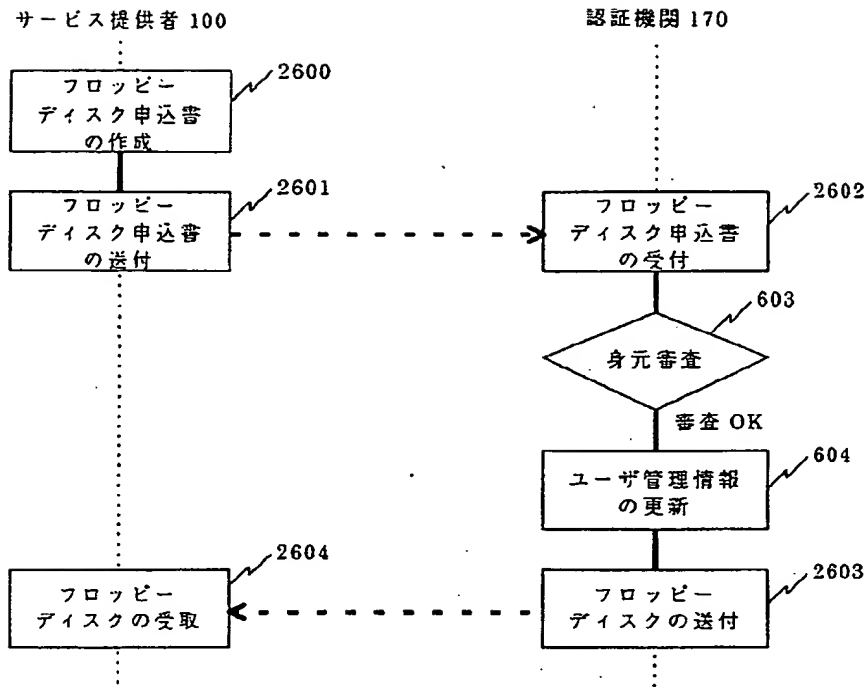 サービス提供者 100
認証機関 170
2600
フロッピー
ディスク申込書
の作成
2601
フロッピー
ディスク申込書
の送付
2602
フロッピー
ディスク申込書
の受付
603
身元審査
審査 OK
604
ユーザ管理情報
の更新
2604
フロッピー
ディスクの受取
2603
フロッピー
ディスクの送付